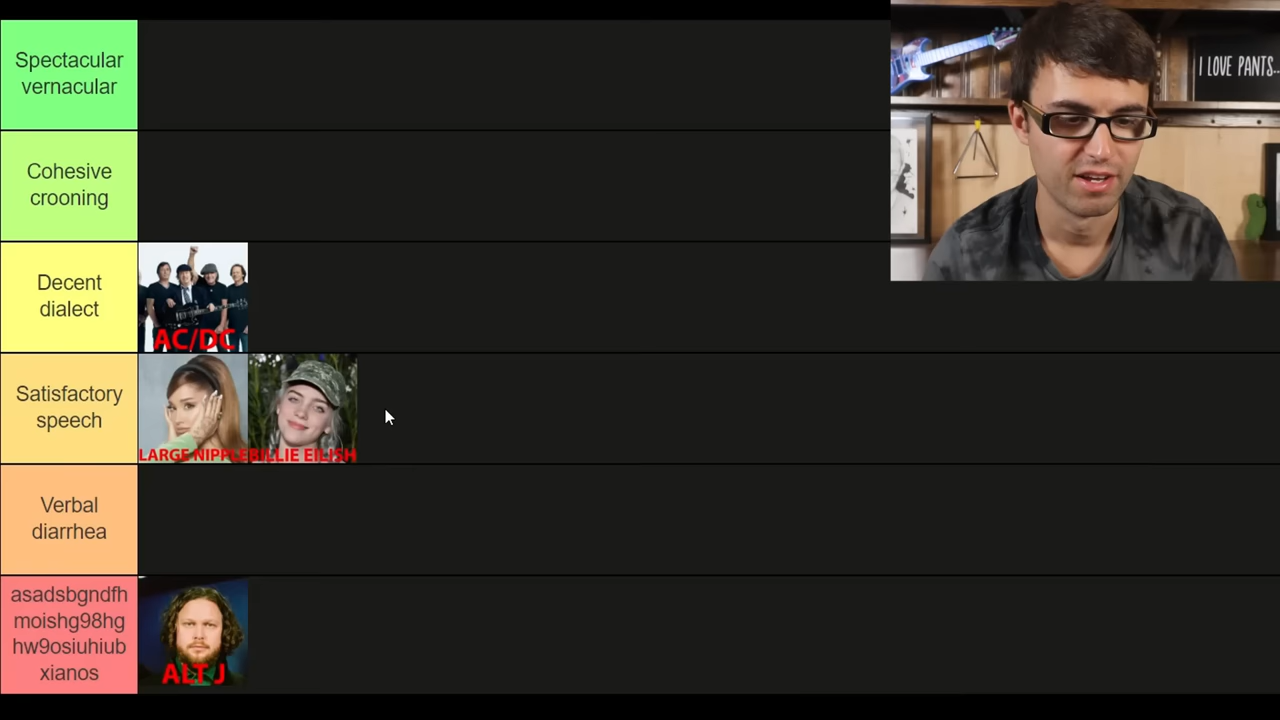 Spectacular
vernacular
I LOVE PANTS..
Cohesive
crooning
Decent
dialect
AC/DC
Satisfactory
speech
LARGE NIPPLE
BILLIE EILISH
Verbal
diarrhea
asadsbgndfh
moishg98hg
hw9osiuhiub
xianos
ALT J